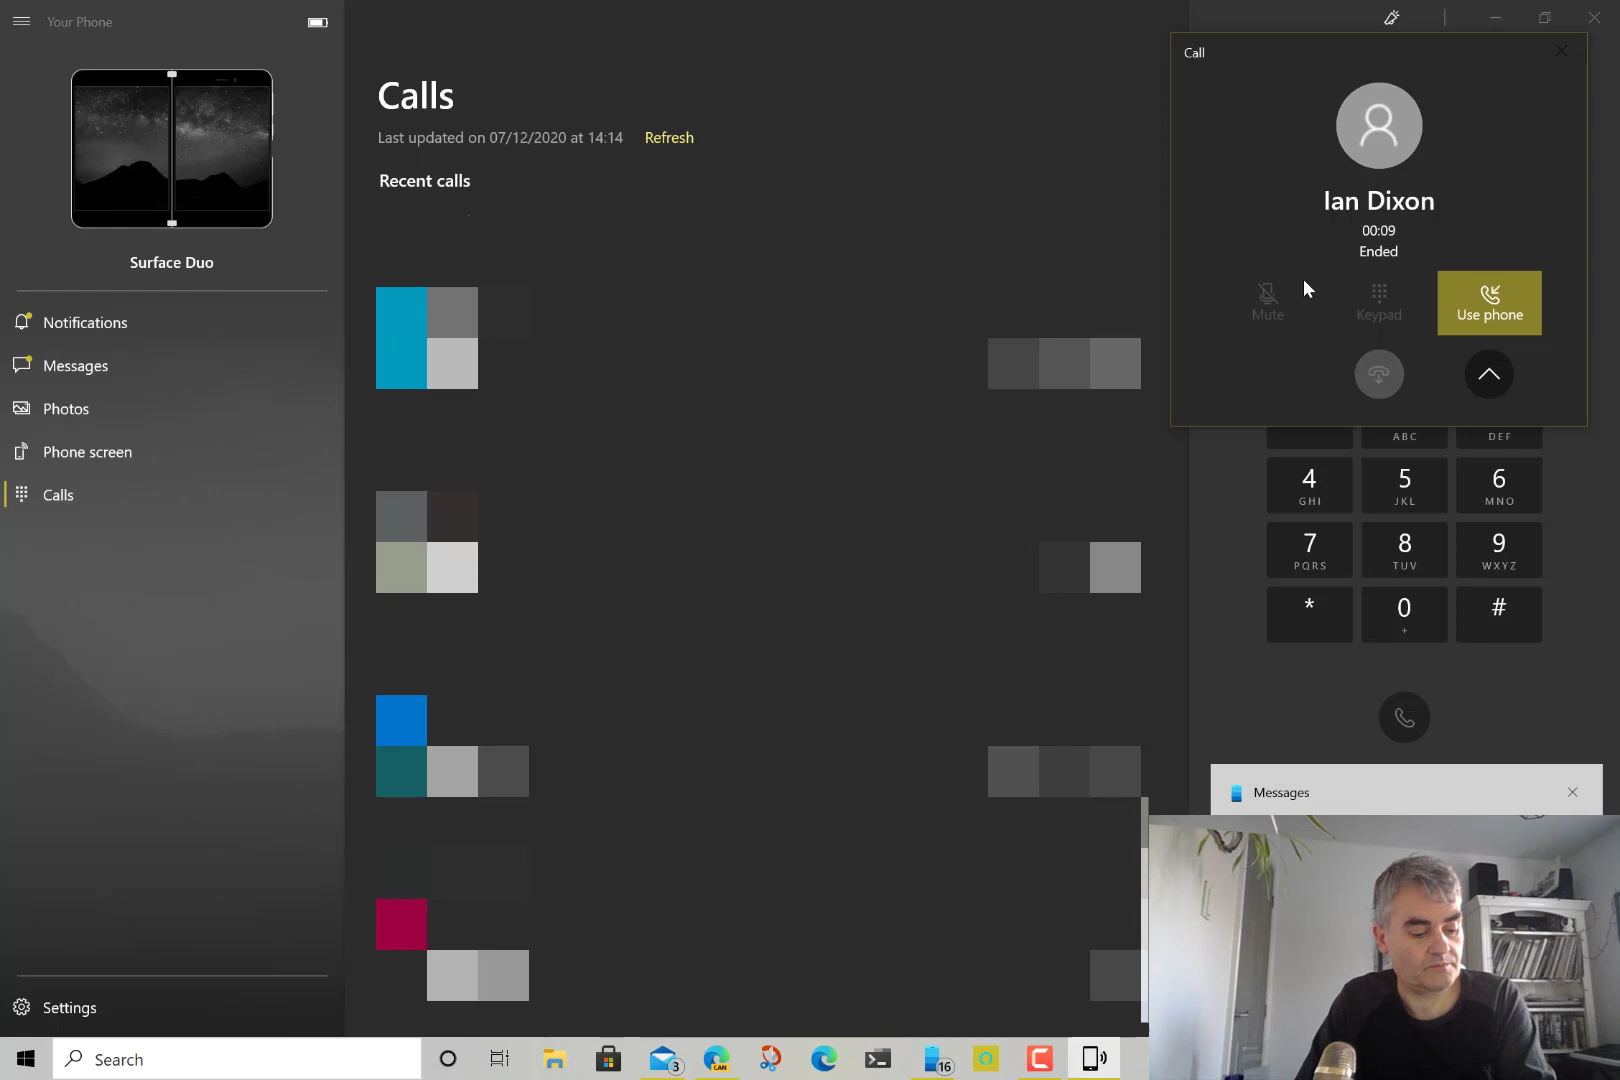 Your Phone
Surface Duo
Notifications
Messages
Photos
Phone screen
Calls
Settings
Calls
Last updated on 07/12/2020 at 14:14 Refresh
Recent calls
Call
Ian Dixon
00:09
Ended
Mute
Keypad
Use phone
ABC
DEF
4
GHI
5
JKL
6
MNO
7
PQRS
8
TUV
9
WXYZ
*
0
+
#
Messages
Search
3
CAN
16